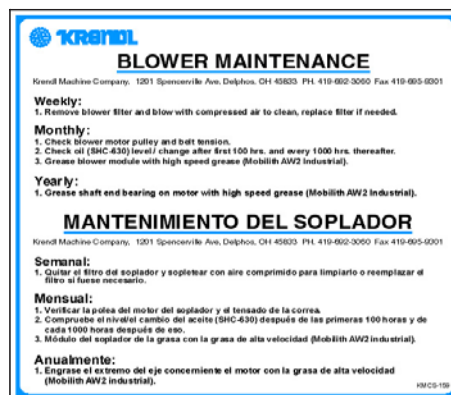 KRENDL
BLOWER MAINTENANCE
Krendl Machine Company, 1201 Spencerville Ave, Delphos, OH 45833 PH. 419-692-3060 Fax 419-695-9301
Weekly:
1. Remove blower filter and blow with compressed air to clean, replace filter if needed.
Monthly:
1. Check blower motor pulley and belt tension.
2. Check oil (SHC-630) level / change after first 100 hrs. and every 1000 hrs. thereafter.
3. Grease blower module with high speed grease (Mobilith AW2 Industrial).
Yearly:
1. Grease shaft end bearing on motor with high speed grease (Mobilith AW2 Industrial).
MANTENIMIENTO DEL SOPLADOR
Krendl Machine Company, 1201 Spencerville Ave, Delphos, OH 45833 PH. 419-692-3060 Fax 419-695-9301
Semanal:
1. Quitar el filtro del soplador y sopletear con aire comprimido para limpiarlo o reemplazar el
filtro si fuese necesario.
Mensual:
1. Verificar la polea del motor del soplador y el tensado de la correa.
2. Compruebe el nivel/el cambio del aceite (SHC-630) después de las primeras 100 horas y de
cada 1000 horas después de eso.
3. Módulo del soplador de la grasa con la grasa de alta velocidad (Mobilith AW2 industrial).
Anualmente:
1. Engrase el extremo del eje concerniente el motor con la grasa de alta velocidad
(Mobilith AW2 industrial).
KMCS-159